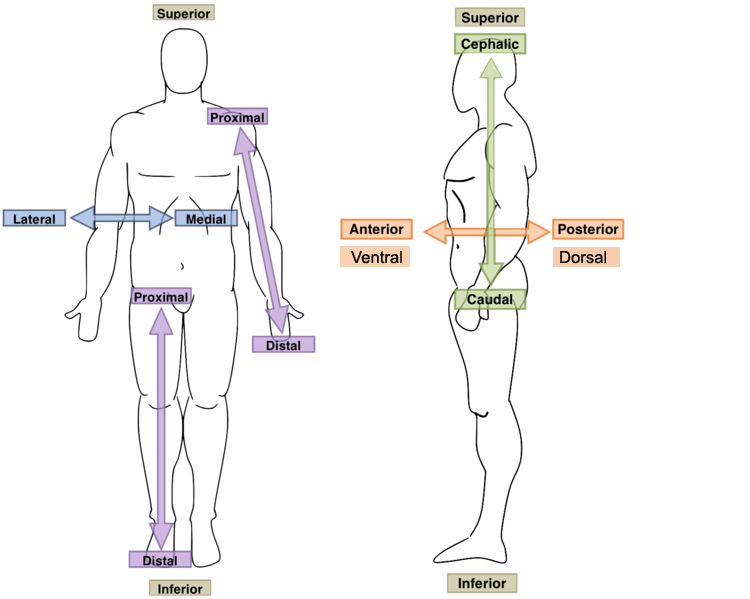 Superior
Proximal
Lateral
Medial
Proximal
Distal
Distal
Inferior
Superior
Cephalic
Anterior
Posterior
Ventral
Dorsal
Caudal
Inferior